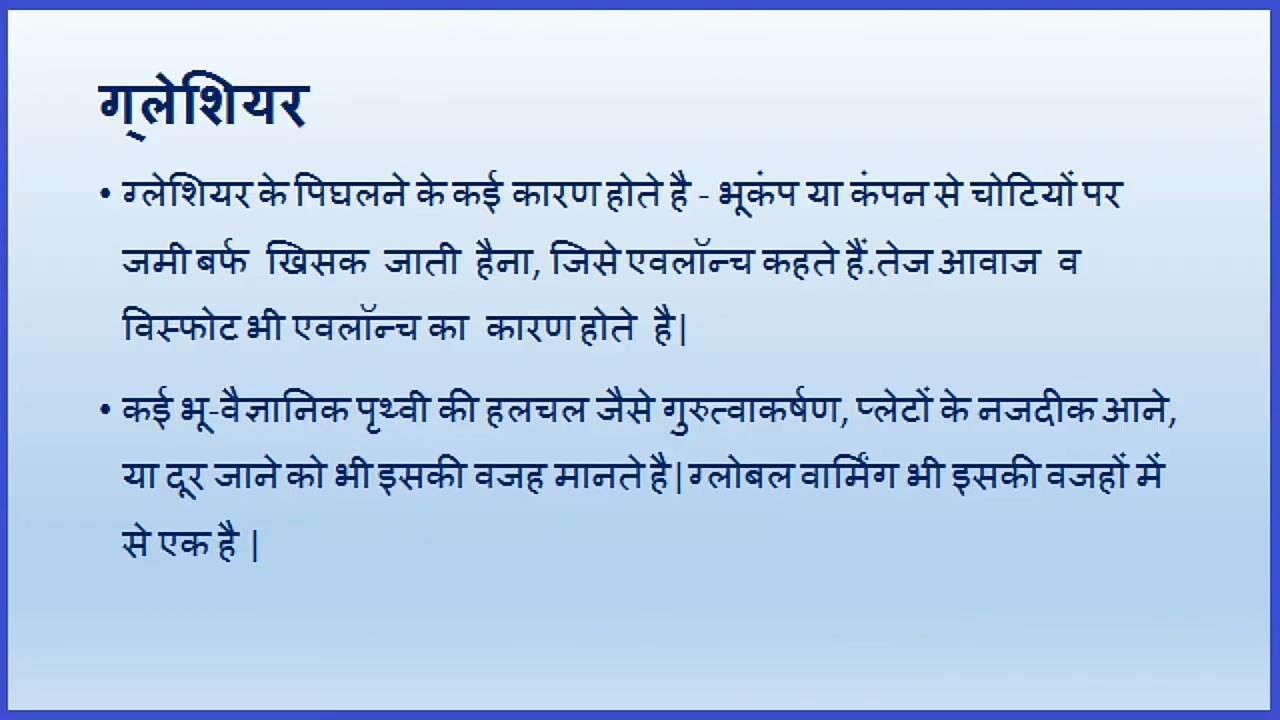 ग्लेशियर
• ग्लेशियर के पिघलने के कई कारण होते है - भूकंप या कंपन से चोटियों पर
जमी बर्फ खिसक जाती हैना, जिसे एवलॉन्च कहते हैं.तेज आवाज व
विस्फोट भी एवलॉन्च का कारण होते है|
• कई भू-वैज्ञानिक पृथ्वी की हलचल जैसे गुरुत्वाकर्षण, प्लेटों के नजदीक आने,
या दूर जाने को भी इसकी वजह मानते है|ग्लोबल वार्मिंग भी इसकी वजहों में
से एक है |